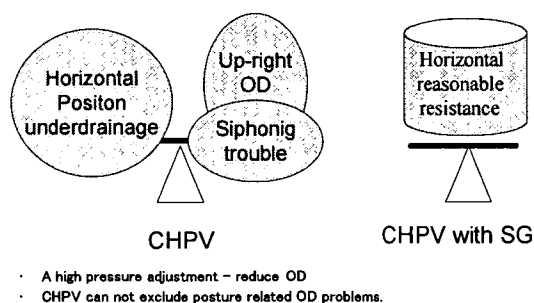 Horizontal
Positon
underdrainage
Up-right
OD
Siphonig
trouble
CHPV
Horizontal
reasonable
resistance
CHPV with SG
· A high pressure adjustment – reduce OD
· CHPV can not exclude posture related OD problems.